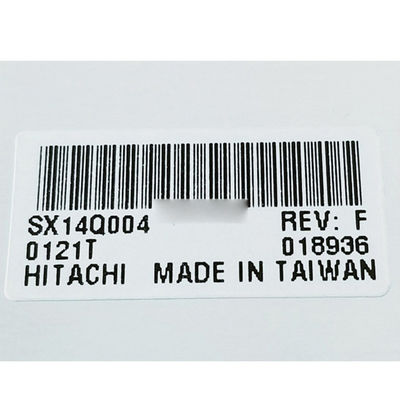 SX14Q004 REV: F
0121T 018936
HITACHI MADE IN TAIWAN